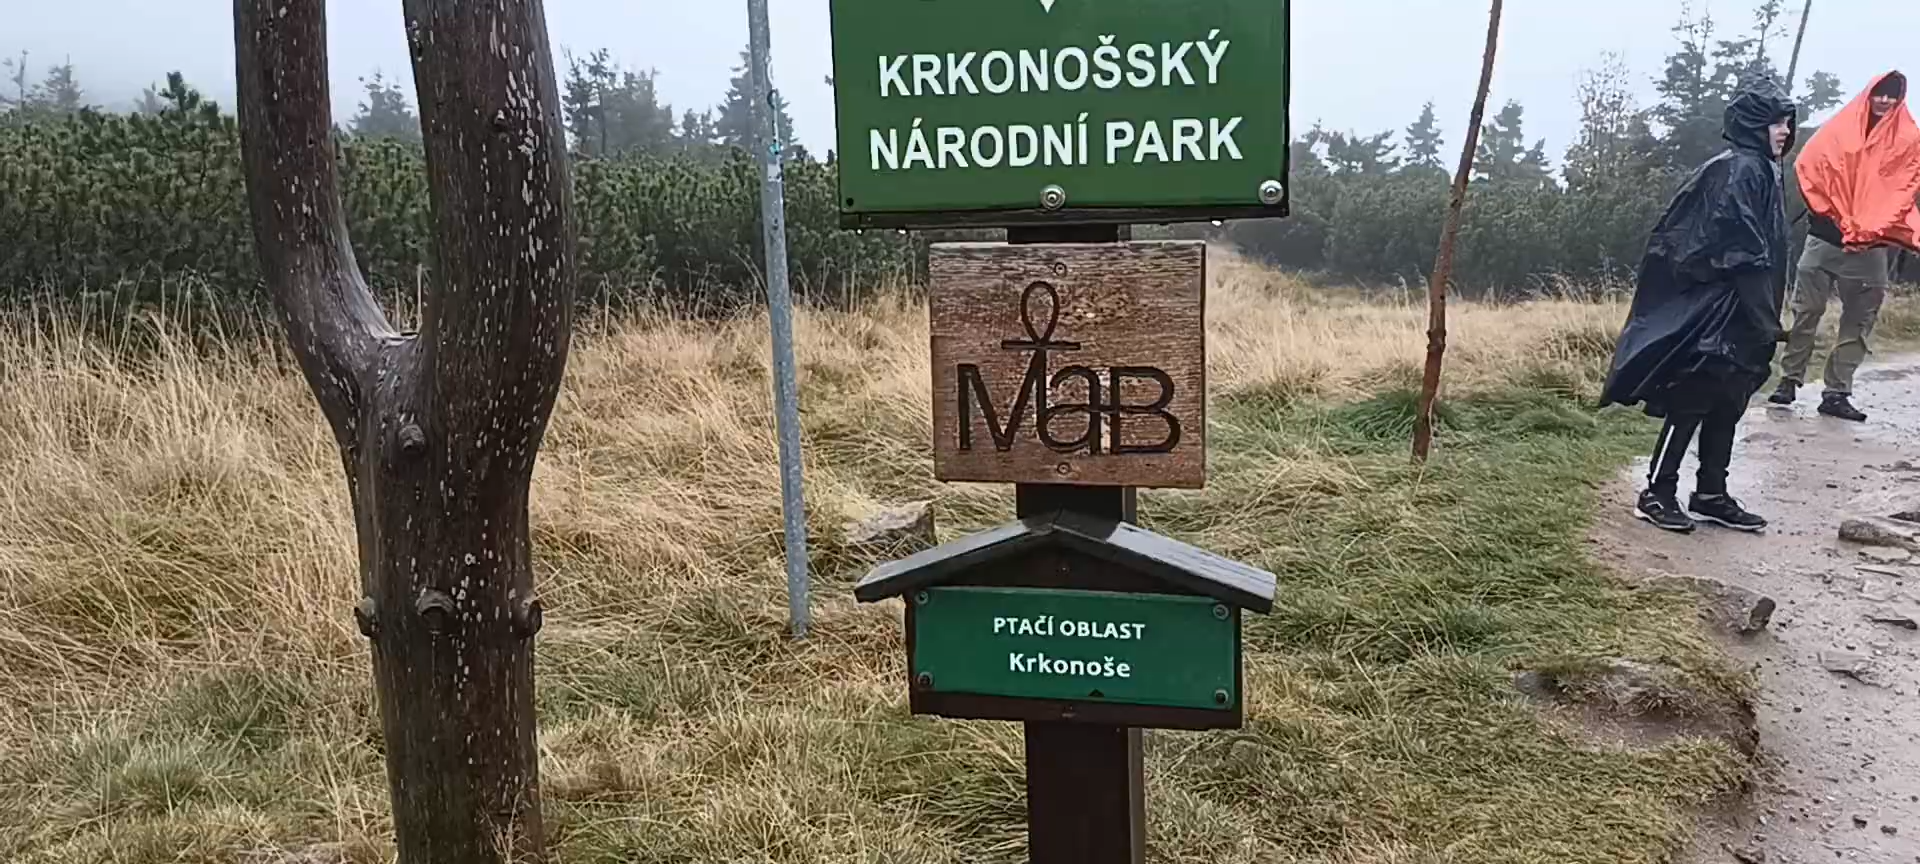 KRKONOŠSKÝ
NÁRODNÍ PARK
MaB
PTAČÍ OBLAST
Krkonoše